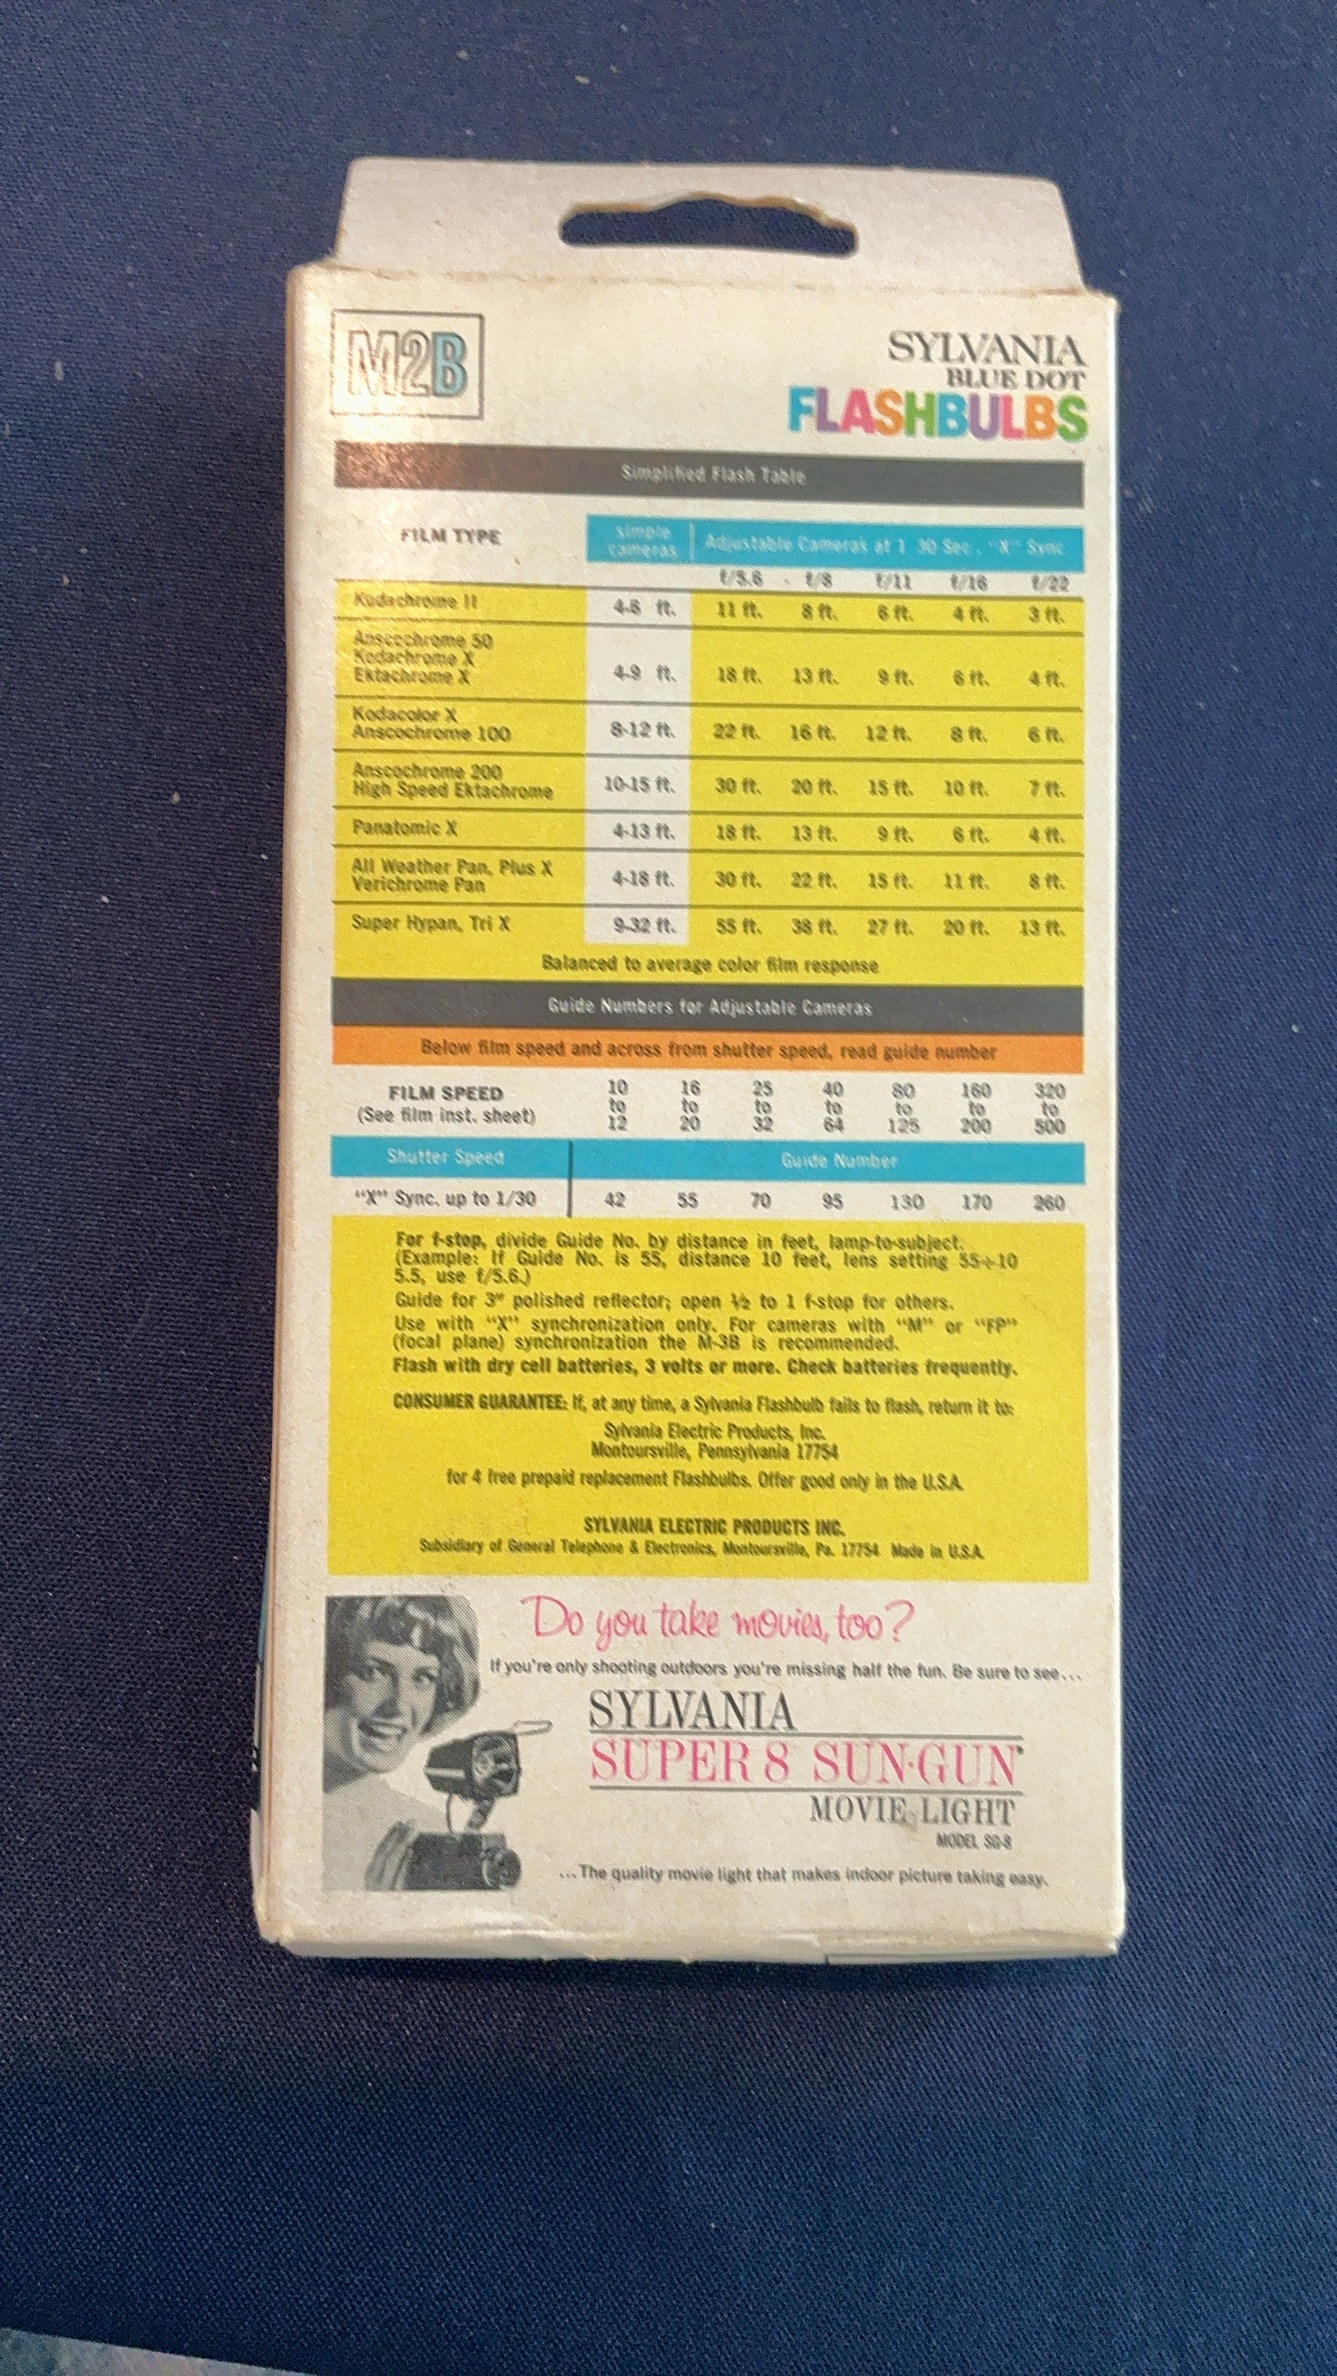 M2B
SYLVANIA
BLUE DOT
FLASHBULBS
Simplified Flash Table
FILM TYPE simple cameras Adjustable Cameras at 1 30 Sec., "X" Sync
f/5.6 - f/8 f/11 f/16 f/22
Kodachrome II 4-6 ft. 11 ft. 8 ft. 6 ft. 4 ft. 3 ft.
Anscochrome 50
Kodachrome X
Ektachrome X 4-9 ft. 18 ft. 13 ft. 9 ft. 6 ft. 4 ft.
Kodacolor X
Anscochrome 100 8-12 ft. 22 ft. 16 ft. 12 ft. 8 ft. 6 ft.
Anscochrome 200
High Speed Ektachrome 10-15 ft. 30 ft. 20 ft. 15 ft. 10 ft. 7 ft.
Panatomic X 4-13 ft. 18 ft. 13 ft. 9 ft. 6 ft. 4 ft.
All Weather Pan, Plus X
Verichrome Pan 4-18 ft. 30 ft. 22 ft. 15 ft. 11 ft. 8 ft.
Super Hypan, Tri X 9-32 ft. 55 ft. 38 ft. 27 ft. 20 ft. 13 ft.
Balanced to average color film response
Guide Numbers for Adjustable Cameras
Below film speed and across from shutter speed, read guide number
FILM SPEED 10 16 25 40 80 160 320
(See film inst. sheet) to to to to to to to
12 20 32 64 125 200 500
Shutter Speed Guide Number
"X" Sync. up to 1/30 42 55 70 95 130 170 260
For f-stop, divide Guide No. by distance in feet, lamp-to-subject.
(Example: If Guide No. is 55, distance 10 feet, lens setting 55÷10
5.5, use f/5.6.)
Guide for 3" polished reflector; open ½ to 1 f-stop for others.
Use with "X" synchronization only. For cameras with "M" or "FP"
(focal plane) synchronization the M-3B is recommended.
Flash with dry cell batteries, 3 volts or more. Check batteries frequently.
CONSUMER GUARANTEE: If, at any time, a Sylvania Flashbulb fails to flash, return it to:
Sylvania Electric Products, Inc.
Montoursville, Pennsylvania 17754
for 4 free prepaid replacement Flashbulbs. Offer good only in the U.S.A.
SYLVANIA ELECTRIC PRODUCTS INC.
Subsidiary of General Telephone & Electronics, Montoursville, Pa. 17754 Made in U.S.A.
Do you take movies, too?
If you're only shooting outdoors you're missing half the fun. Be sure to see...
SYLVANIA
SUPER 8 SUN·GUN
MOVIE LIGHT
MODEL SG-8
...The quality movie light that makes indoor picture taking easy.